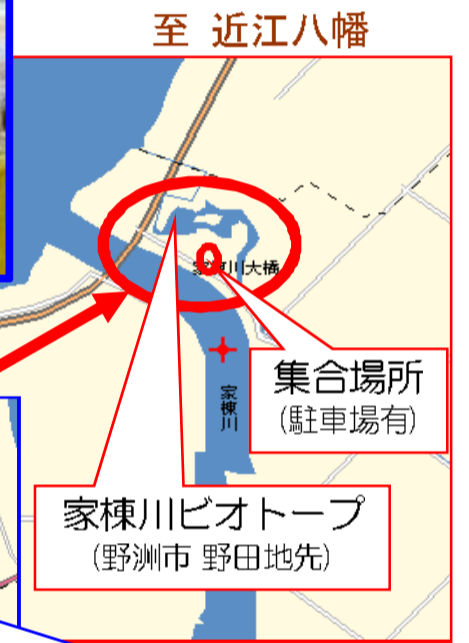 至 近江八幡
家棟川大橋
家棟川
集合場所
(駐車場有)
家棟川ビオトープ
(野洲市 野田地先)